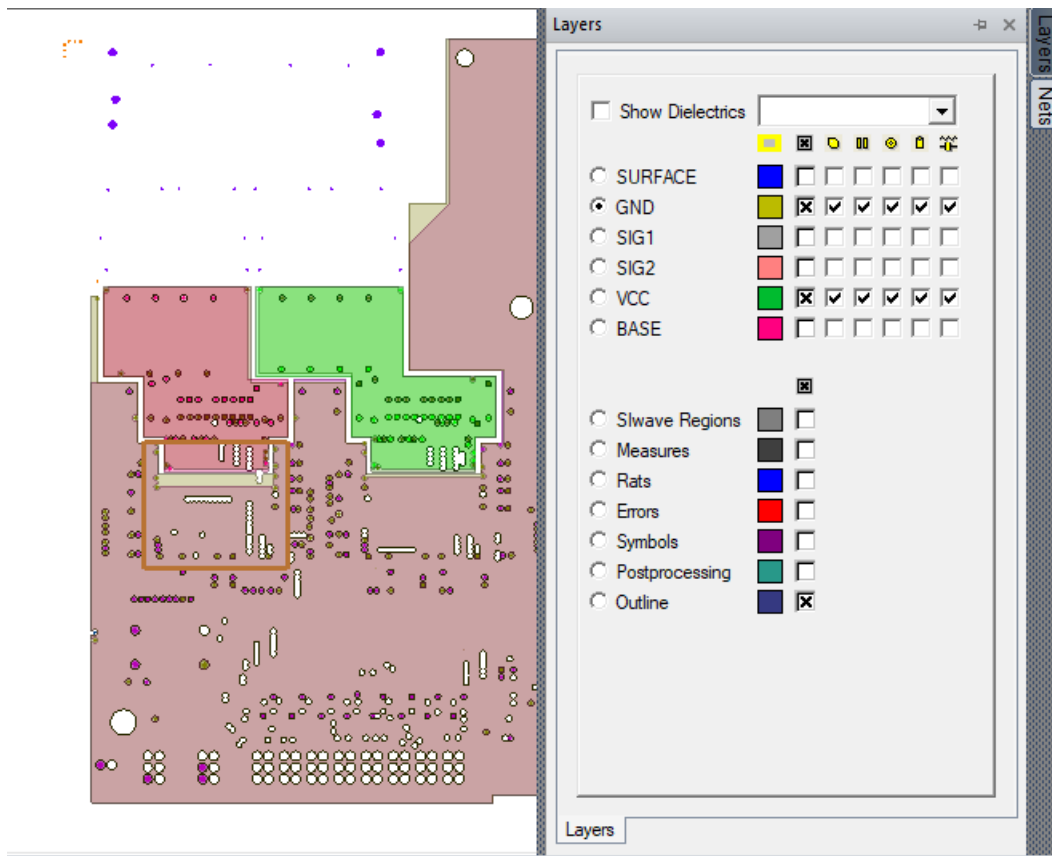 Layers
Layers
Nets
Show Dielectrics
SURFACE
GND
SIG1
SIG2
VCC
BASE
SIwave Regions
Measures
Rats
Errors
Symbols
Postprocessing
Outline
Layers